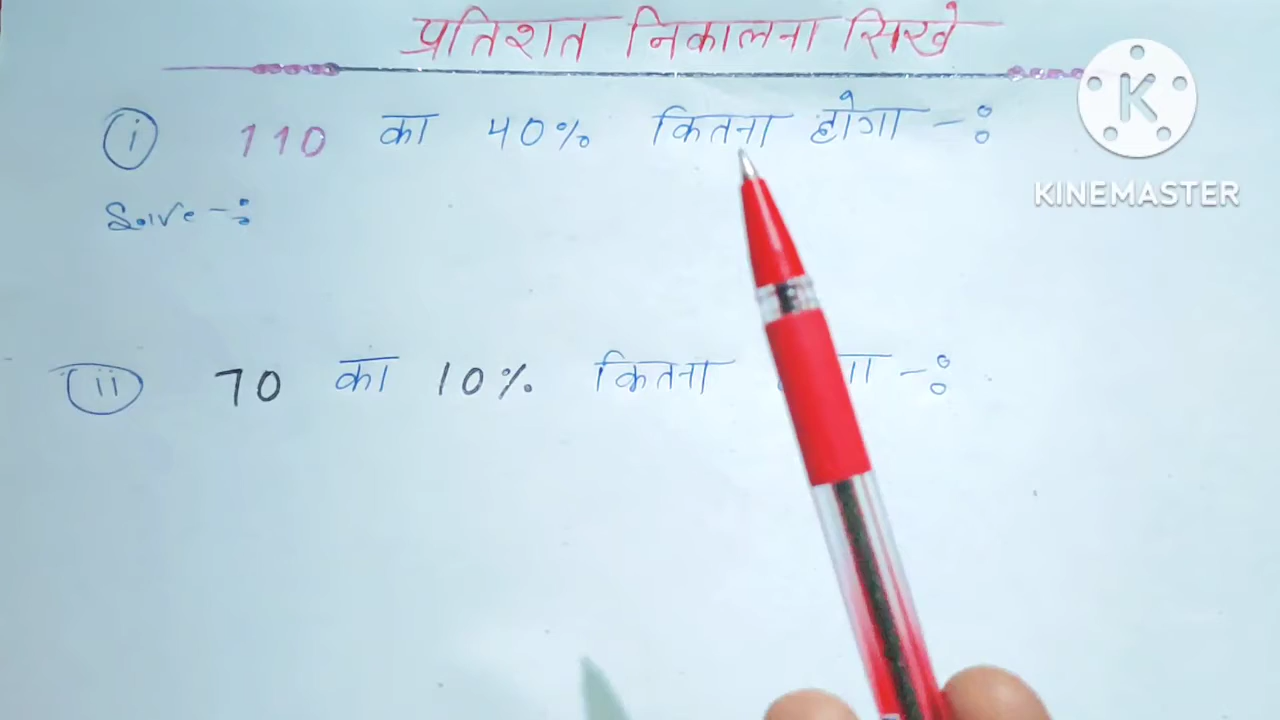 प्रतिशत निकालना सिखे
i 110 का 40% कितना होगा -:
Solve -:
ii 70 का 10% कितना -:
K
KINEMASTER